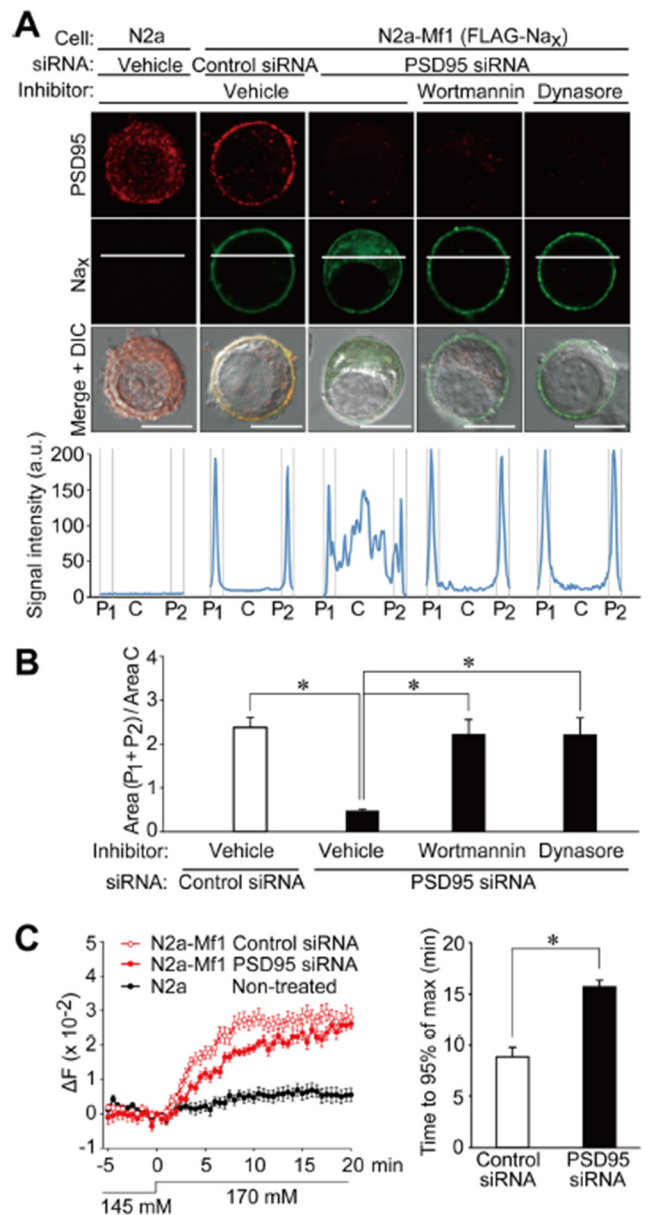 A
Cell: N2a N2a-Mf1 (FLAG-NaX)
siRNA: Vehicle Control siRNA PSD95 siRNA
Inhibitor: Vehicle Wortmannin Dynasore
PSD95
NaX
Merge + DIC
Signal intensity (a.u.)
200
150
100
50
0
P1 C P2 P1 C P2 P1 C P2 P1 C P2 P1 C P2
B
Area (P1+P2) / Area C
4
3
2
1
0
* * *
Inhibitor: Vehicle Vehicle Wortmannin Dynasore
siRNA: Control siRNA PSD95 siRNA
C
N2a-Mf1 Control siRNA
N2a-Mf1 PSD95 siRNA
N2a Non-treated
ΔF (x 10-2)
5
4
3
2
1
0
-1
-5 0 5 10 15 20 min
145 mM 170 mM
Time to 95% of max (min)
20
15
10
5
0
*
Control siRNA
PSD95 siRNA